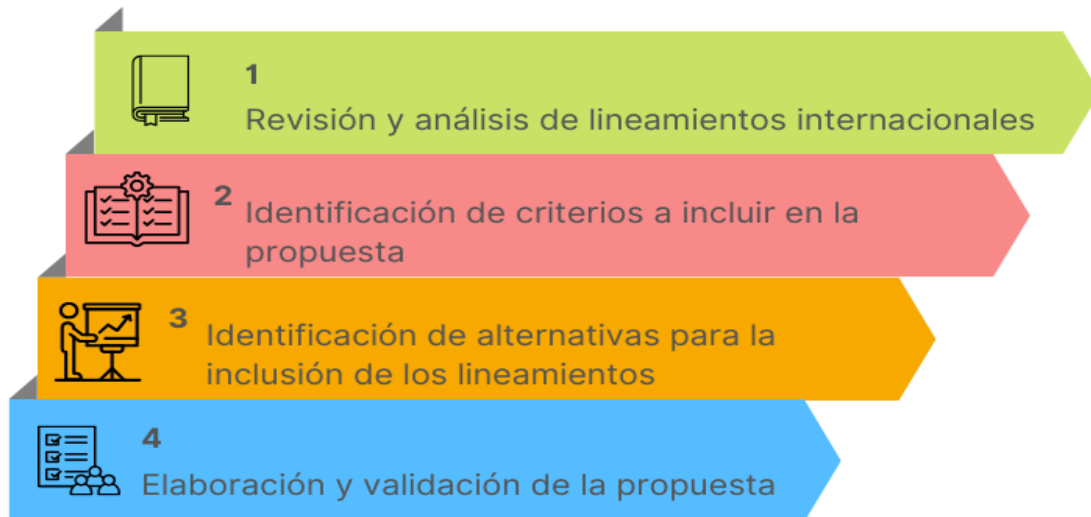 1
Revisión y análisis de lineamientos internacionales
2
Identificación de criterios a incluir en la
propuesta
3
Identificación de alternativas para la
inclusión de los lineamientos
4
Elaboración y validación de la propuesta